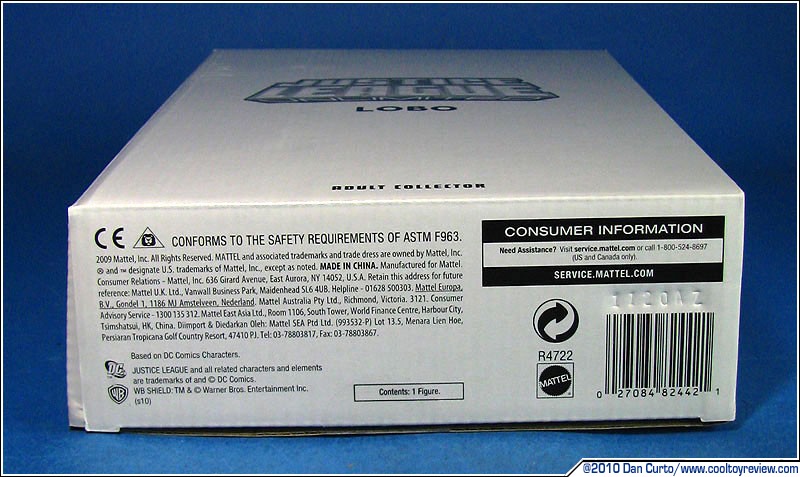 JUSTICE
LEAGUE
UNLIMITED
LOBO
ADULT COLLECTOR
CE
CONFORMS TO THE SAFETY REQUIREMENTS OF ASTM F963.
2009 Mattel, Inc. All Rights Reserved. MATTEL and associated trademarks and trade dress are owned by Mattel, Inc.
® and ™ designate U.S. trademarks of Mattel, Inc., except as noted. MADE IN CHINA. Manufactured for Mattel.
Consumer Relations - Mattel, Inc. 636 Girard Avenue, East Aurora, NY 14052, U.S.A. Retain this address for future
reference: Mattel U.K. Ltd., Vanwall Business Park, Maidenhead SL6 4UB. Helpline - 01628 500303. Mattel Europa,
B.V., Gondel 1, 1186 MJ Amstelveen, Nederland. Mattel Australia Pty Ltd., Richmond, Victoria. 3121. Consumer
Advisory Service - 1300 135 312. Mattel East Asia Ltd., Room 1106, South Tower, World Finance Centre, Harbour City,
Tsimshatsui, HK, China. Diimport & Diedarkan Oleh: Mattel SEA Ptd Ltd. (993532-P) Lot 13.5, Menara Lien Hoe,
Persiaran Tropicana Golf Country Resort, 47410 PJ. Tel: 03-78803817, Fax: 03-78803867.
Based on DC Comics Characters.
DC
JUSTICE LEAGUE and all related characters and elements
are trademarks of and © DC Comics.
WB
WB SHIELD: TM & © Warner Bros. Entertainment Inc.
(s10)
Contents: 1 Figure.
CONSUMER INFORMATION
Need Assistance? Visit service.mattel.com or call 1-800-524-8697
(US and Canada only).
SERVICE.MATTEL.COM
1220AZ
R4722
MATTEL
0 27084 82442 1
©2010 Dan Curto/www.cooltoyreview.com